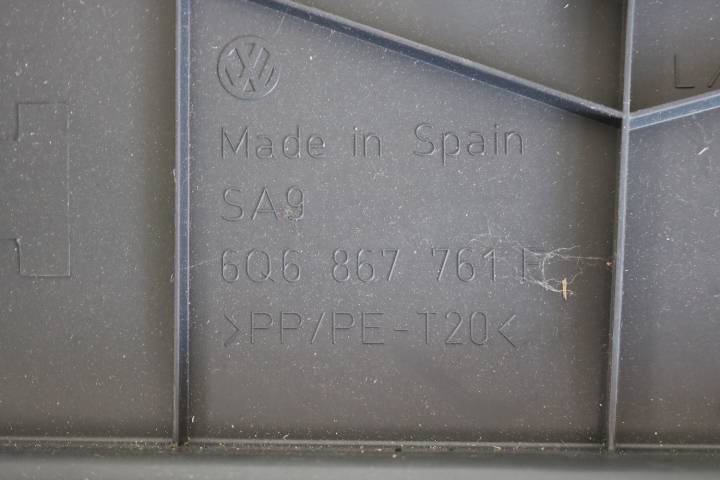 Made in Spain
SA9
6Q6 867 761
>PP/PE-T20<